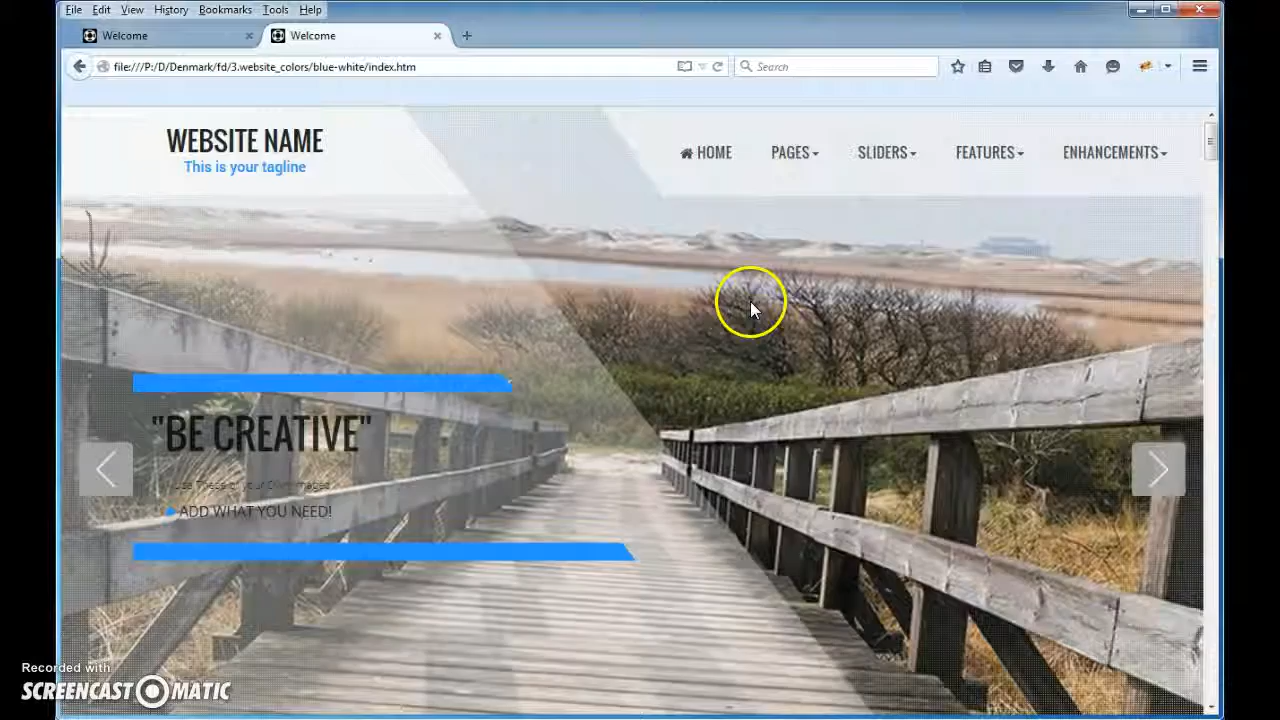 File Edit View History Bookmarks Tools Help
Welcome
Welcome
file:///P:/D/Denmark/fd/3.website_colors/blue-white/index.htm
Search
WEBSITE NAME
This is your tagline
HOME PAGES SLIDERS FEATURES ENHANCEMENTS
"BE CREATIVE"
ADD WHAT YOU NEED!
Recorded with
SCREENCAST MATIC